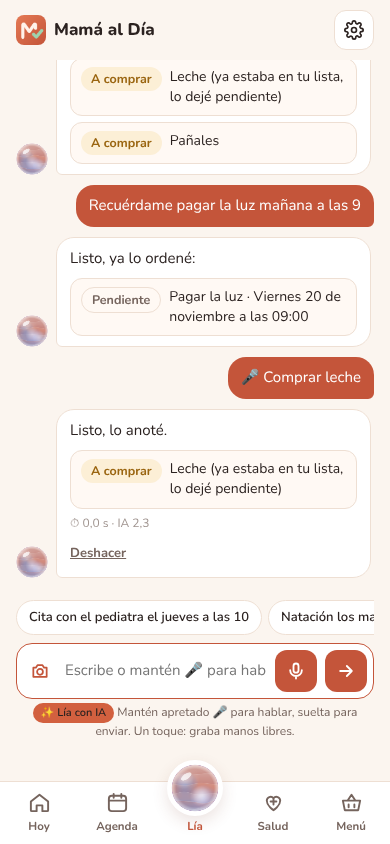 Mamá al Día
A comprar
Leche (ya estaba en tu lista,
lo dejé pendiente)
A comprar
Pañales
Recuérdame pagar la luz mañana a las 9
Listo, ya lo ordené:
Pendiente
Pagar la luz · Viernes 20 de
noviembre a las 09:00
🎤 Comprar leche
Listo, lo anoté.
A comprar
Leche (ya estaba en tu lista,
lo dejé pendiente)
⏱ 0,0 s · IA 2,3
Deshacer
Cita con el pediatra el jueves a las 10
Natación los ma
Escribe o mantén 🎤 para hab
✨ Lía con IA Mantén apretado 🎤 para hablar, suelta para
enviar. Un toque: graba manos libres.
Hoy
Agenda
Lía
Salud
Menú